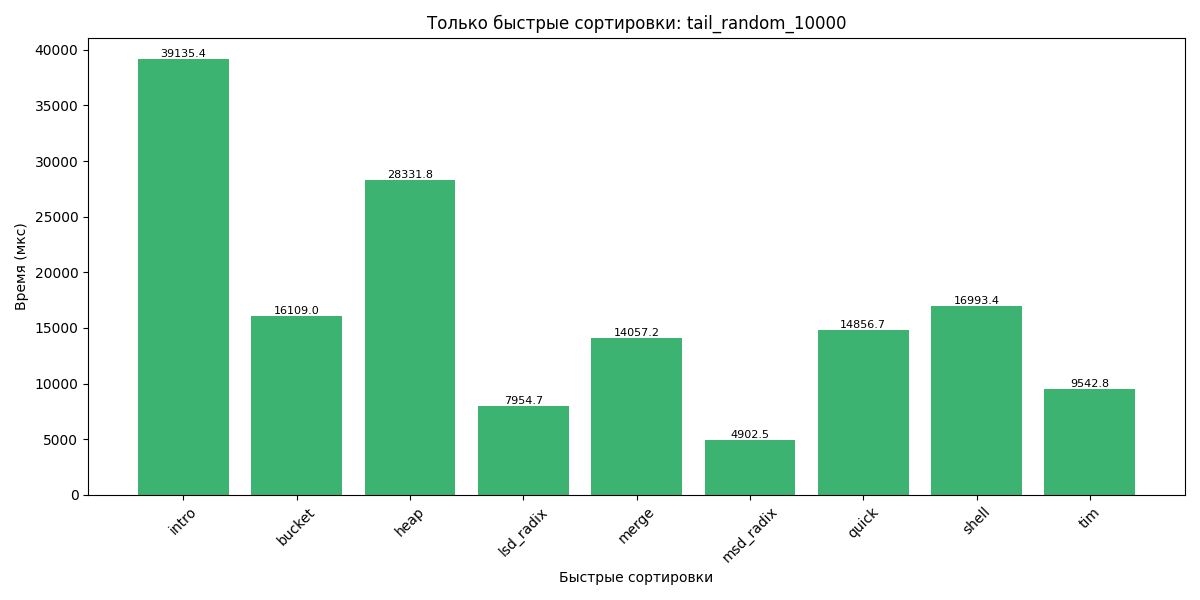 Только быстрые сортировки: tail_random_10000
Время (мкс)
40000
35000
30000
25000
20000
15000
10000
5000
0
39135.4
16109.0
28331.8
7954.7
14057.2
4902.5
14856.7
16993.4
9542.8
intro
bucket
heap
lsd_radix
merge
msd_radix
quick
shell
tim
Быстрые сортировки